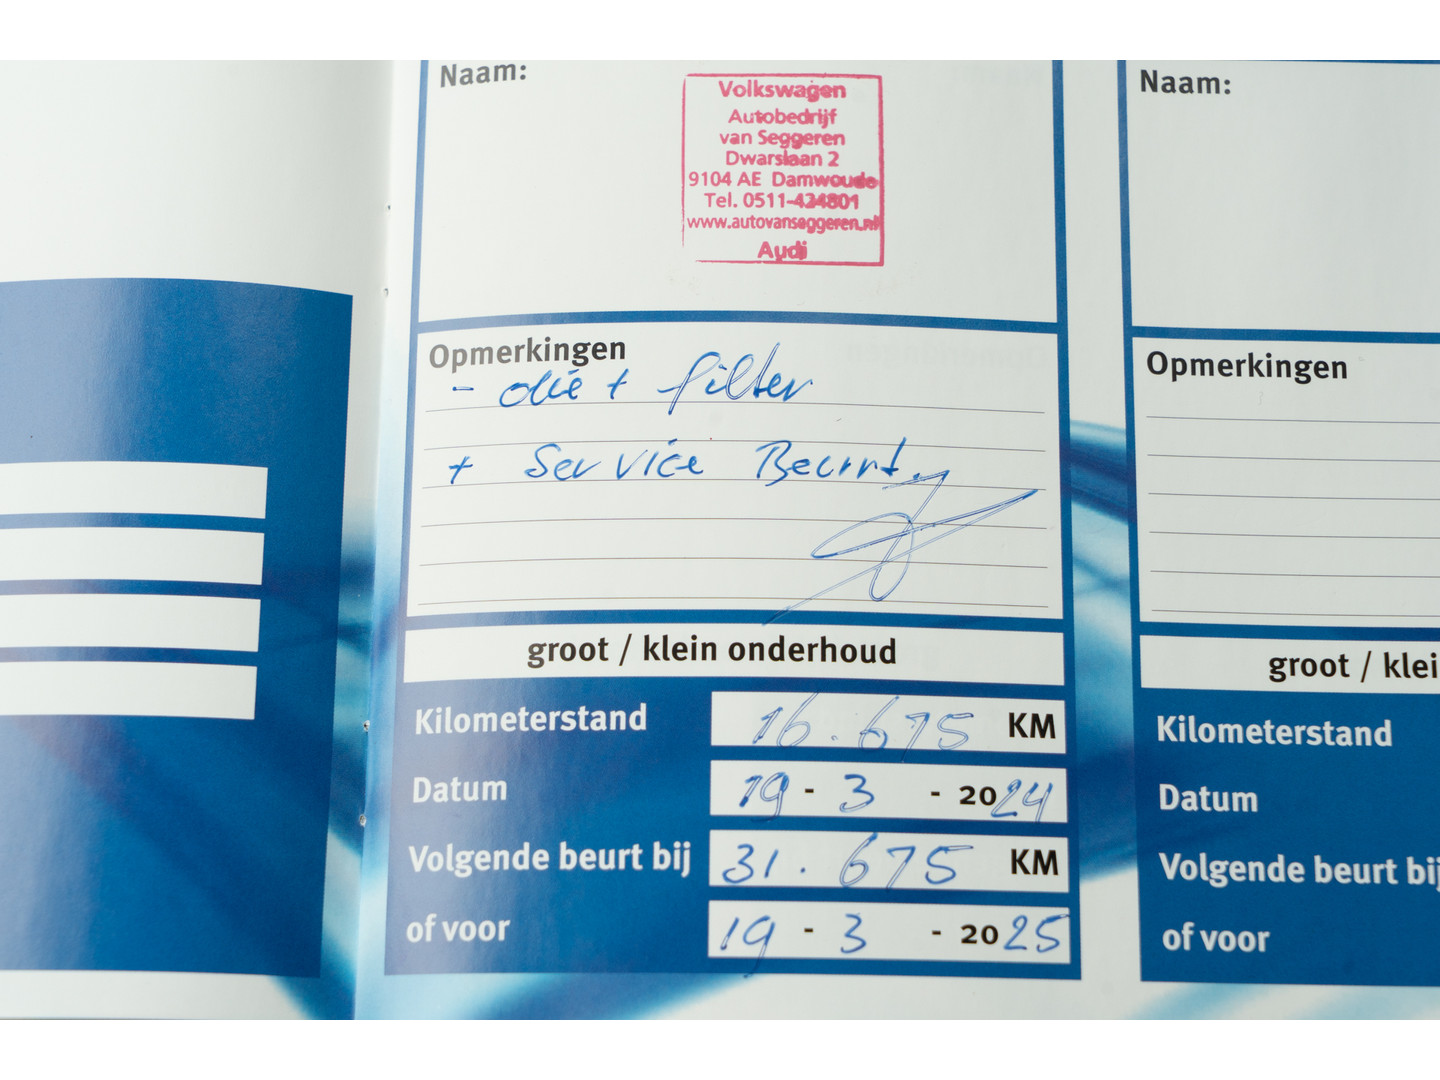 Naam:
Volkswagen
Autobedrijf
van Seggeren
Dwarslaan 2
9104 AE Damwoude
Tel. 0511-424801
www.autovanseggeren.nl
Audi
Opmerkingen
- olie + filter
+ Service Beurt.
groot / klein onderhoud
Kilometerstand 16.675 KM
Datum 19 - 3 - 2024
Volgende beurt bij 31.675 KM
of voor 19 - 3 - 2025
Naam:
Opmerkingen
groot / klei
Kilometerstand
Datum
Volgende beurt bij
of voor